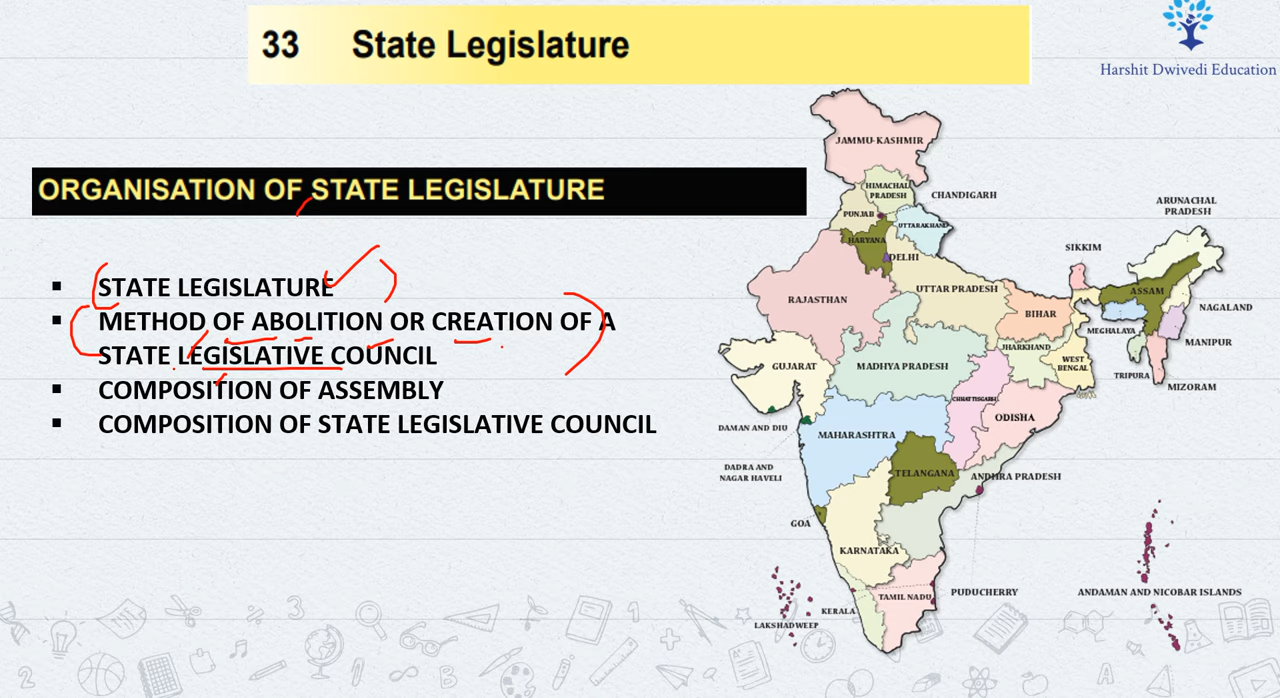 33 State Legislature
Harshit Dwivedi Education
ORGANISATION OF STATE LEGISLATURE
▪ STATE LEGISLATURE
▪ METHOD OF ABOLITION OR CREATION OF A
STATE LEGISLATIVE COUNCIL
▪ COMPOSITION OF ASSEMBLY
▪ COMPOSITION OF STATE LEGISLATIVE COUNCIL
JAMMU-KASHMIR
HIMACHAL
PRADESH
CHANDIGARH
PUNJAB
UTTARAKHAND
HARYANA
DELHI
ARUNACHAL
PRADESH
SIKKIM
RAJASTHAN
UTTAR PRADESH
BIHAR
ASSAM
NAGALAND
MEGHALAYA
MANIPUR
TRIPURA
MIZORAM
GUJARAT
MADHYA PRADESH
JHARKHAND
WEST
BENGAL
CHHATTISGARH
ODISHA
DAMAN AND DIU
MAHARASHTRA
DADRA AND
NAGAR HAVELI
TELANGANA
ANDHRA PRADESH
GOA
KARNATAKA
PUDUCHERRY
ANDAMAN AND NICOBAR ISLANDS
TAMIL NADU
KERALA
LAKSHADWEEP